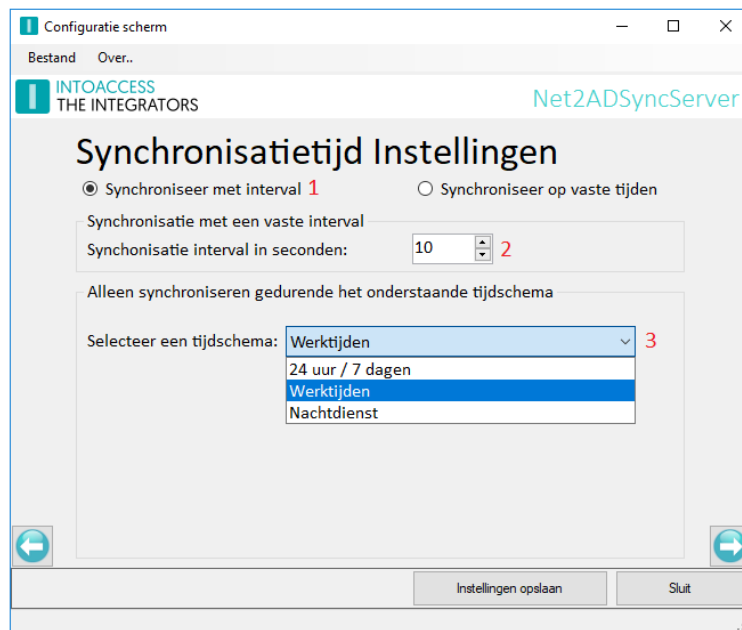 Configuratie scherm
Bestand Over..
INTOACCESS
THE INTEGRATORS
Net2ADSyncServer
Synchronisatietijd Instellingen
Synchroniseer met interval 1 Synchroniseer op vaste tijden
Synchronisatie met een vaste interval
Synchonisatie interval in seconden: 10 2
Alleen synchroniseren gedurende het onderstaande tijdschema
Selecteer een tijdschema: Werktijden 3
24 uur / 7 dagen
Werktijden
Nachtdienst
Instellingen opslaan Sluit